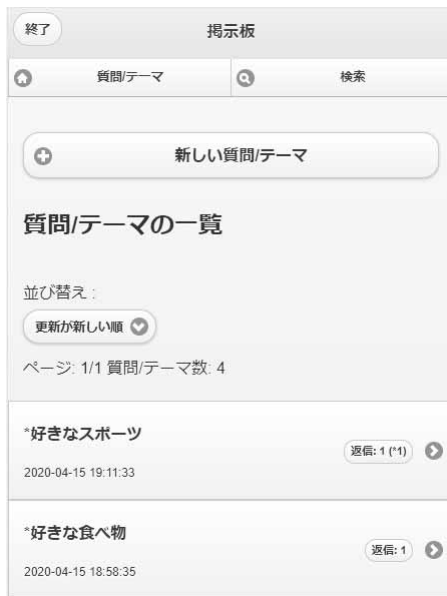 終了
掲示板
質問/テーマ
検索
新しい質問/テーマ
質問/テーマの一覧
並び替え :
更新が新しい順
ページ: 1/1 質問/テーマ数: 4
*好きなスポーツ
返信: 1 (*1)
2020-04-15 19:11:33
*好きな食べ物
返信: 1
2020-04-15 18:58:35